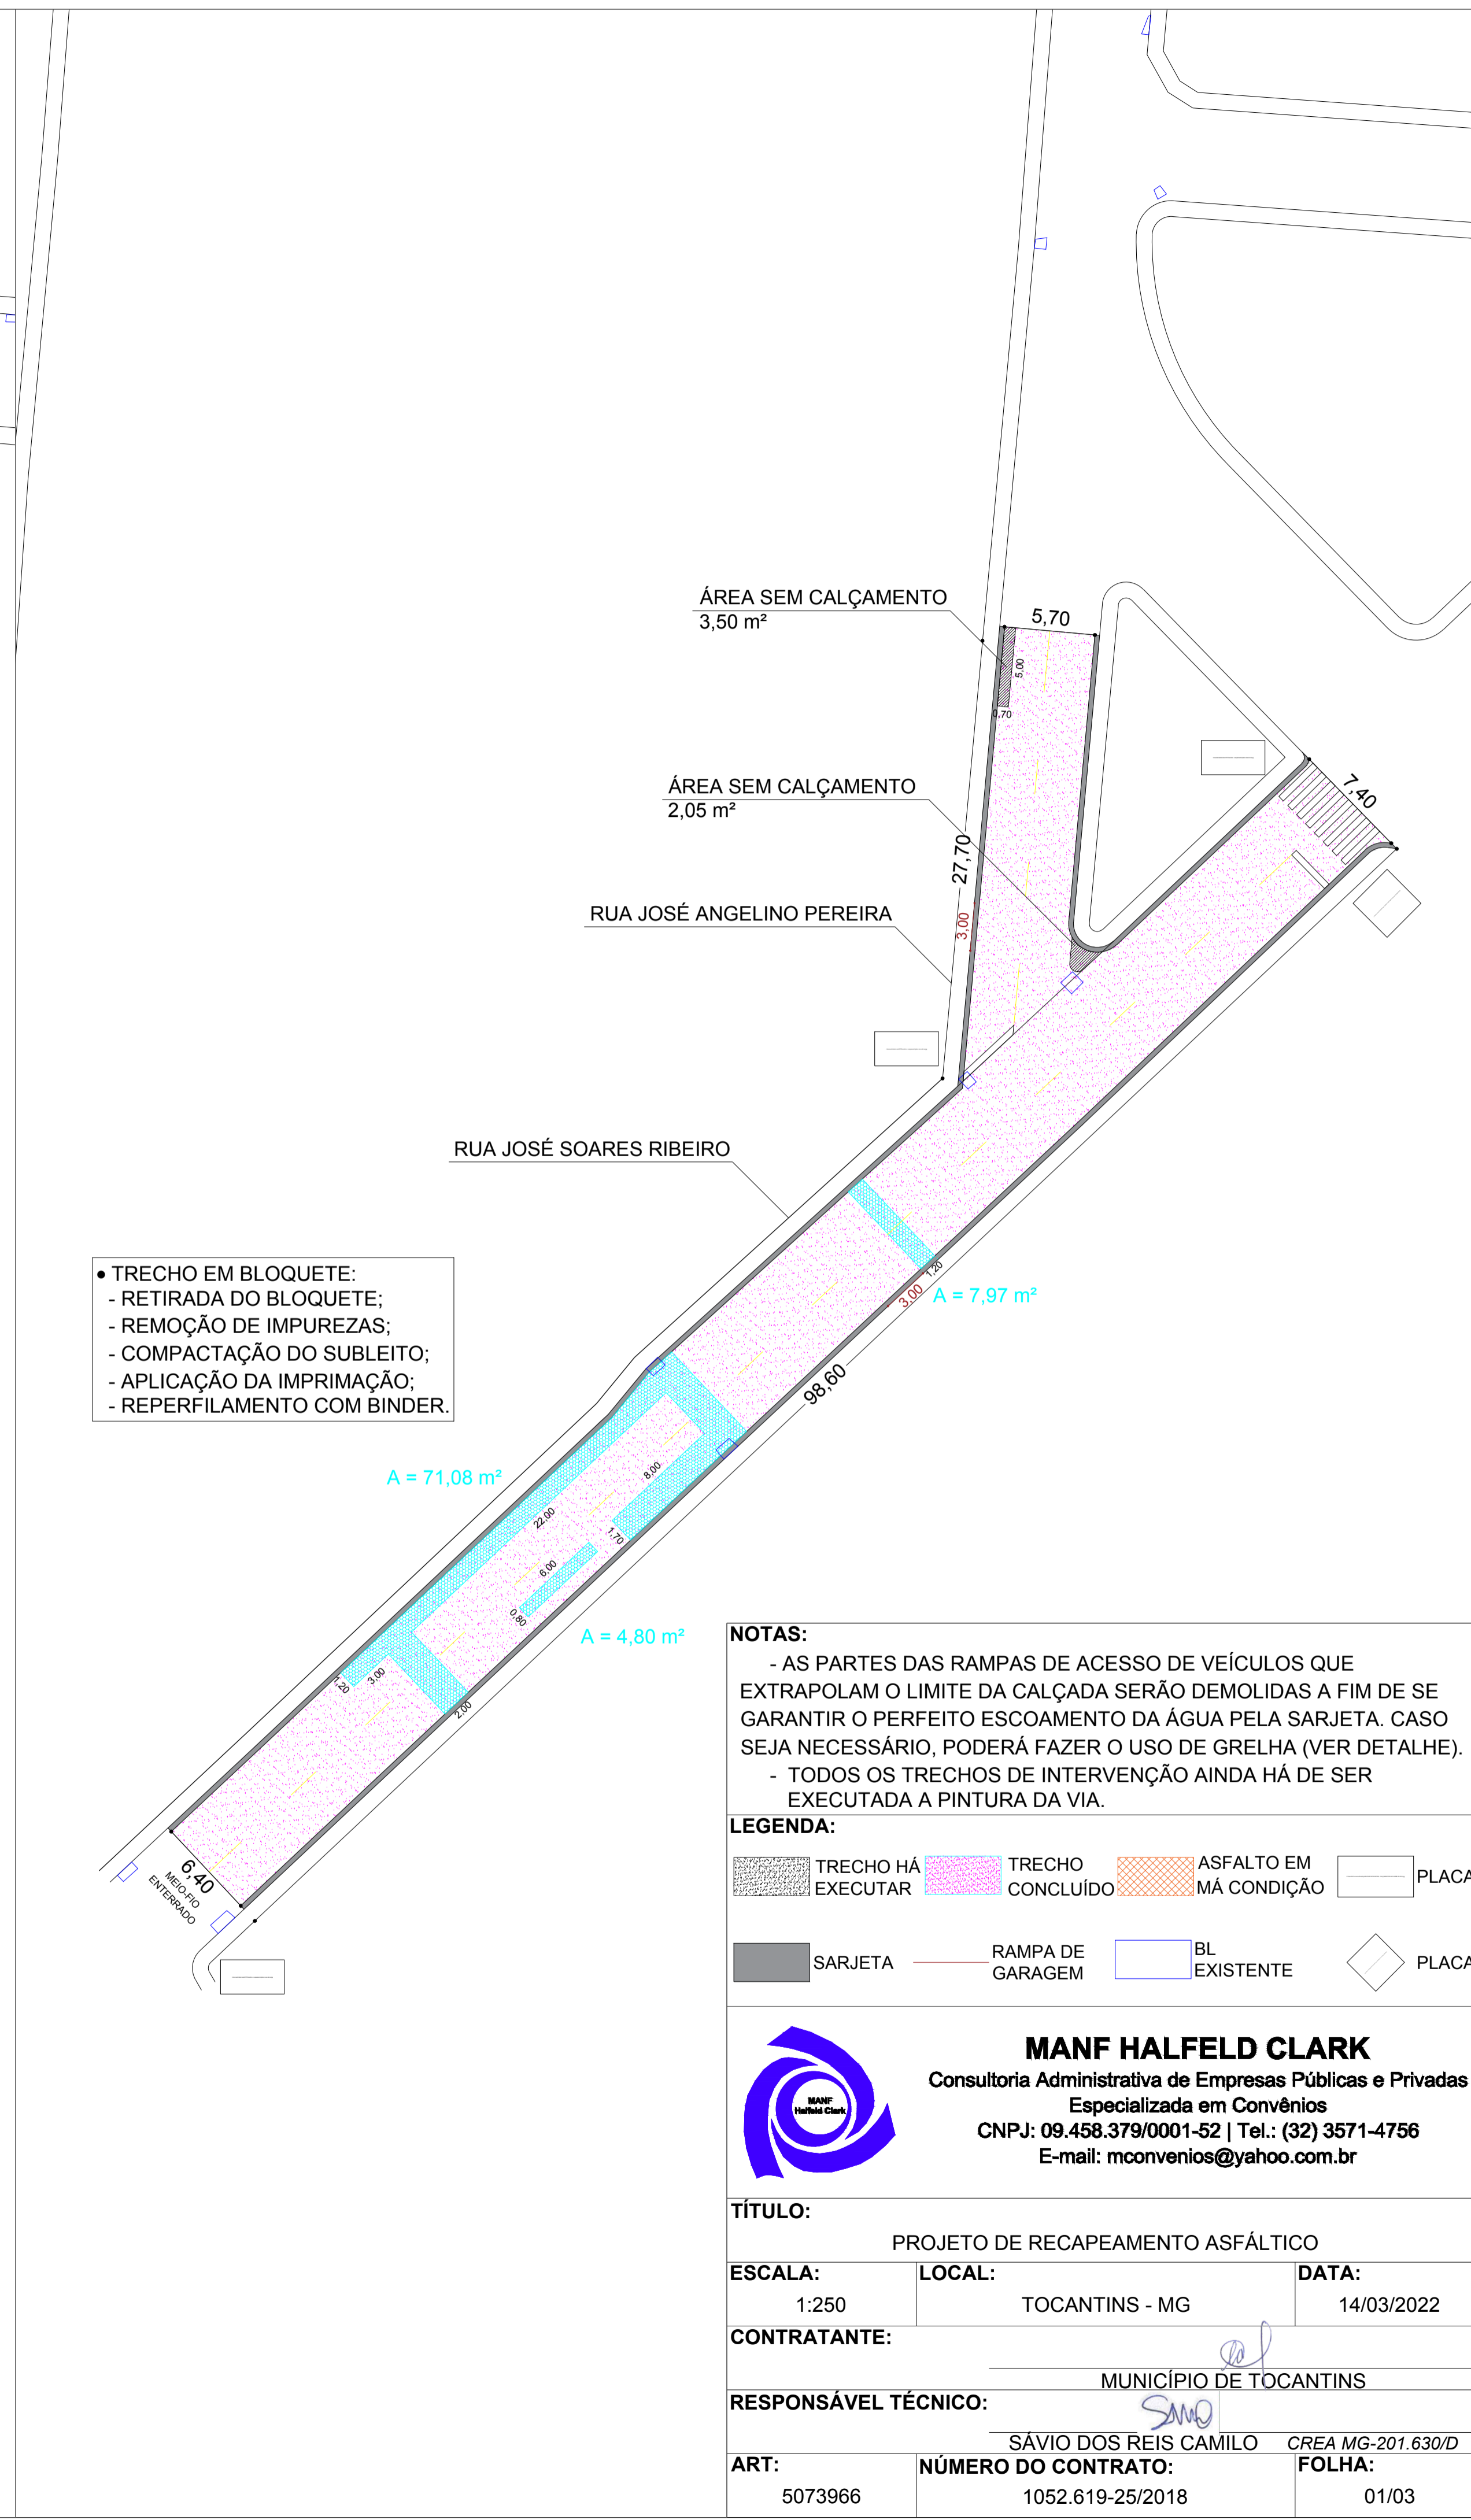 ÁREA SEM CALÇAMENTO
3,50 m²
5,70
5,00
0,70
7,40
ÁREA SEM CALÇAMENTO
2,05 m²
27,70
3,00
RUA JOSÉ ANGELINO PEREIRA
RUA JOSÉ SOARES RIBEIRO
1,20
3,00
A = 7,97 m²
98,60
• TRECHO EM BLOQUETE:
- RETIRADA DO BLOQUETE;
- REMOÇÃO DE IMPUREZAS;
- COMPACTAÇÃO DO SUBLEITO;
- APLICAÇÃO DA IMPRIMAÇÃO;
- REPERFILAMENTO COM BINDER.
A = 71,08 m²
8,00
22,00
1,70
6,00
0,80
A = 4,80 m²
3,00
1,20
2,00
6,40
MEIO-FIO
ENTERRADO
NOTAS:
- AS PARTES DAS RAMPAS DE ACESSO DE VEÍCULOS QUE
EXTRAPOLAM O LIMITE DA CALÇADA SERÃO DEMOLIDAS A FIM DE SE
GARANTIR O PERFEITO ESCOAMENTO DA ÁGUA PELA SARJETA. CASO
SEJA NECESSÁRIO, PODERÁ FAZER O USO DE GRELHA (VER DETALHE).
- TODOS OS TRECHOS DE INTERVENÇÃO AINDA HÁ DE SER
EXECUTADA A PINTURA DA VIA.
LEGENDA:
TRECHO HÁ
EXECUTAR
TRECHO
CONCLUÍDO
ASFALTO EM
MÁ CONDIÇÃO
PLACA
SARJETA
RAMPA DE
GARAGEM
BL
EXISTENTE
PLACA
MANF
Halfeld Clark
MANF HALFELD CLARK
Consultoria Administrativa de Empresas Públicas e Privadas
Especializada em Convênios
CNPJ: 09.458.379/0001-52 | Tel.: (32) 3571-4756
E-mail: mconvenios@yahoo.com.br
TÍTULO:
PROJETO DE RECAPEAMENTO ASFÁLTICO
ESCALA:
1:250
LOCAL:
TOCANTINS - MG
DATA:
14/03/2022
CONTRATANTE:
MUNICÍPIO DE TOCANTINS
RESPONSÁVEL TÉCNICO:
SÁVIO DOS REIS CAMILO CREA MG-201.630/D
ART:
5073966
NÚMERO DO CONTRATO:
1052.619-25/2018
FOLHA:
01/03